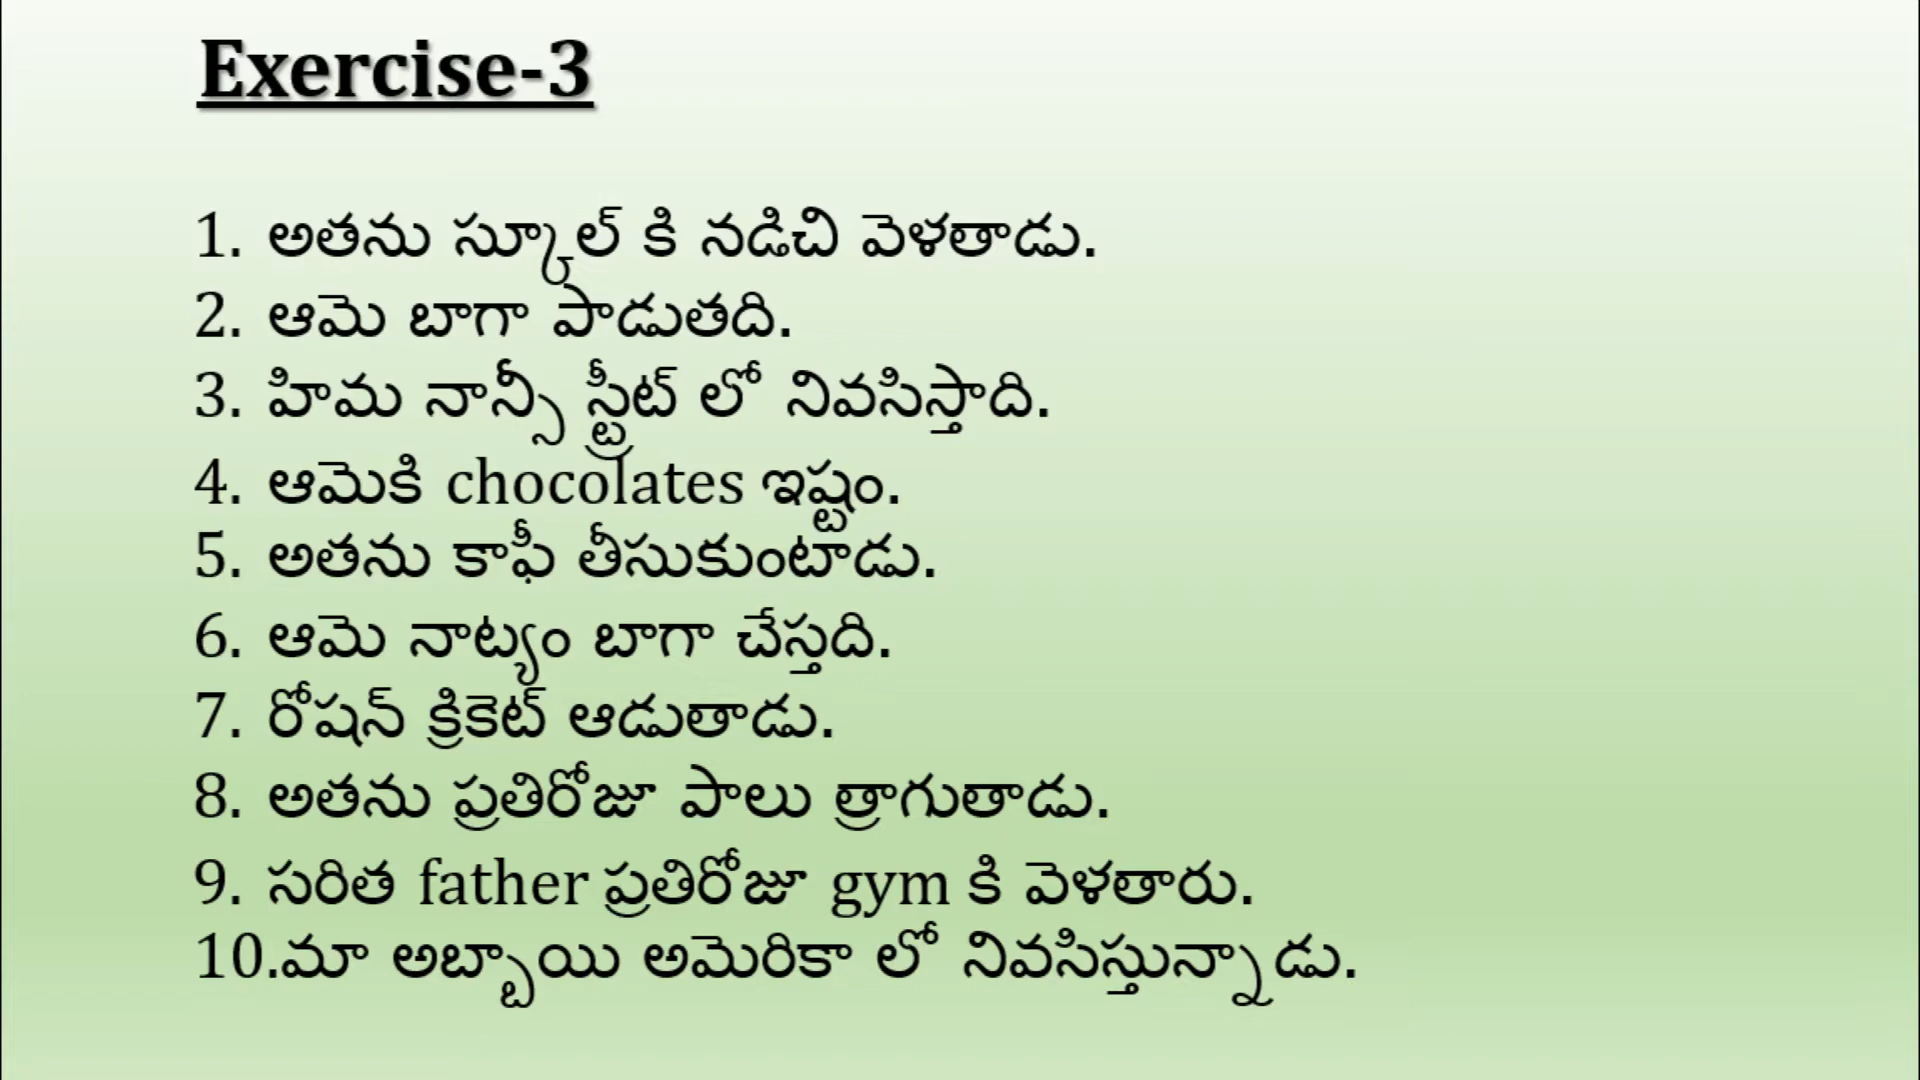 Exercise-3
1. అతను స్కూల్ కి నడిచి వెళతాడు.
2. ఆమె బాగా పాడుతది.
3. హిమ నాన్సీ స్ట్రీట్ లో నివసిస్తాది.
4. ఆమెకి chocolates ఇష్టం.
5. అతను కాఫీ తీసుకుంటాడు.
6. ఆమె నాట్యం బాగా చేస్తది.
7. రోషన్ క్రికెట్ ఆడుతాడు.
8. అతను ప్రతిరోజూ పాలు త్రాగుతాడు.
9. సరిత father ప్రతిరోజూ gym కి వెళతారు.
10.మా అబ్బాయి అమెరికా లో నివసిస్తున్నాడు.